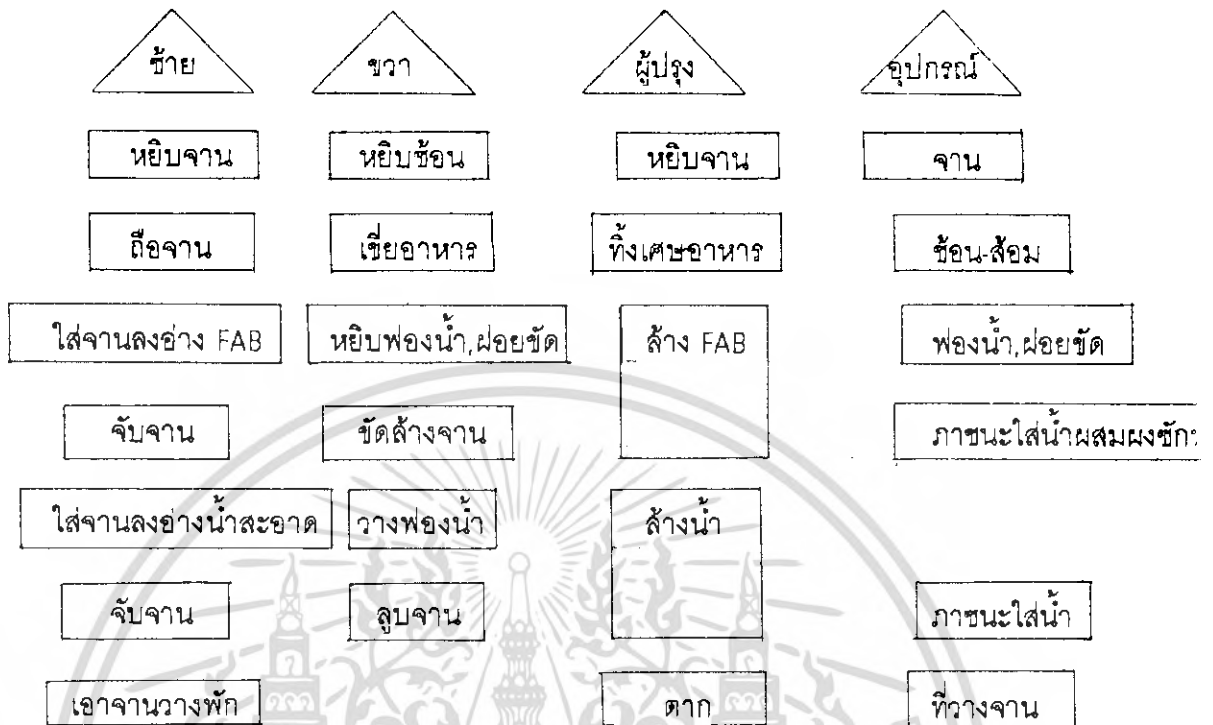 ซ้าย ขวา ผู้ปรุง อุปกรณ์
หยิบจาน หยิบช้อน หยิบจาน จาน
ถือจาน เขี่ยอาหาร ทิ้งเศษอาหาร ช้อน-ส้อม
ใส่จานลงอ่าง FAB หยิบฟองน้ำ,ฝอยขัด ล้าง FAB ฟองน้ำ,ฝอยขัด
จับจาน ขัดล้างจาน ภาชนะใส่น้ำผสมผงซัก
ใส่จานลงอ่างน้ำสะอาด วางฟองน้ำ ล้างน้ำ
จับจาน ลูบจาน ภาชนะใส่น้ำ
เอาจานวางพัก ตาก ที่วางจาน